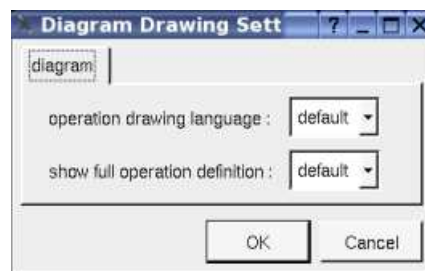 Diagram Drawing Sett ? _ X
diagram
operation drawing language : default
show full operation definition : default
OK Cancel